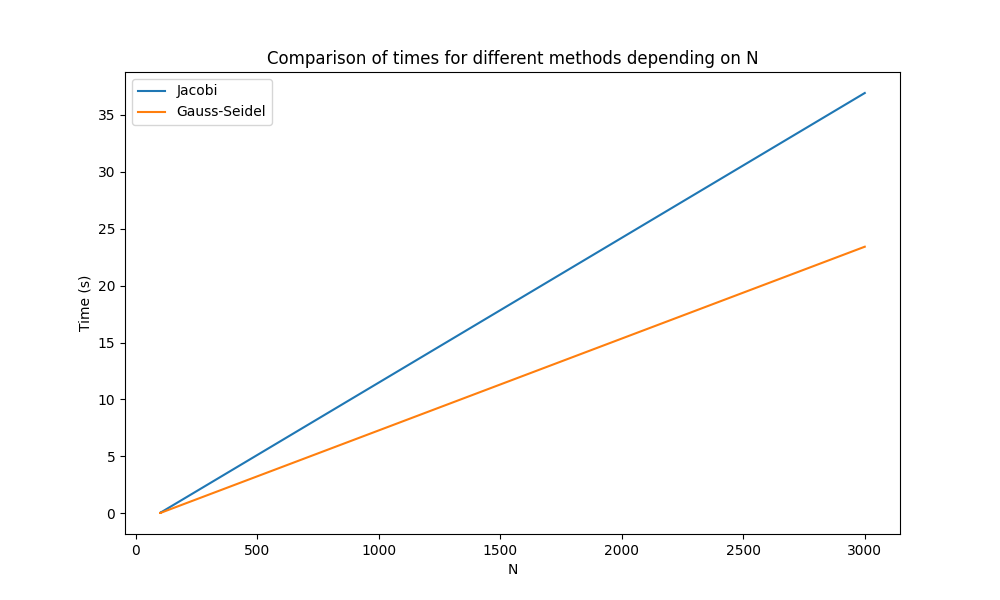 Comparison of times for different methods depending on N
Jacobi
Gauss-Seidel
35
30
25
20
15
10
5
0
Time (s)
0 500 1000 1500 2000 2500 3000
N